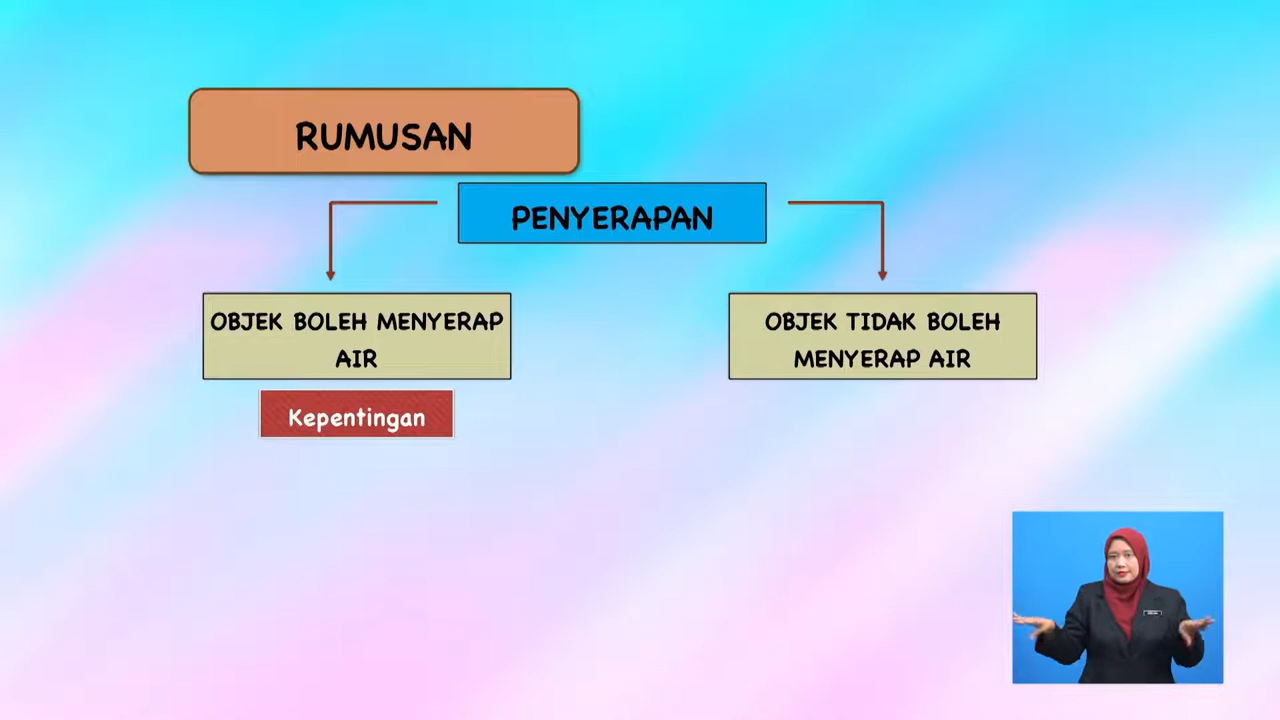 RUMUSAN
PENYERAPAN
OBJEK BOLEH MENYERAP
AIR
OBJEK TIDAK BOLEH
MENYERAP AIR
Kepentingan